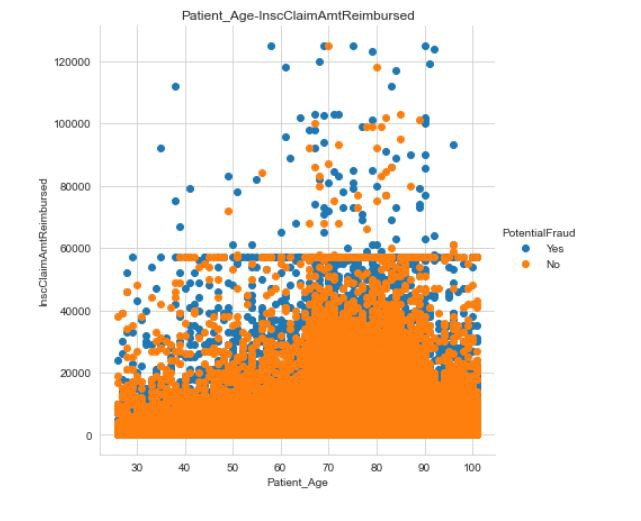 Patient_Age-InscClaimAmtReimbursed
120000
100000
80000
60000
40000
20000
0
InscClaimAmtReimbursed
30 40 50 60 70 80 90 100
Patient_Age
PotentialFraud
Yes
No